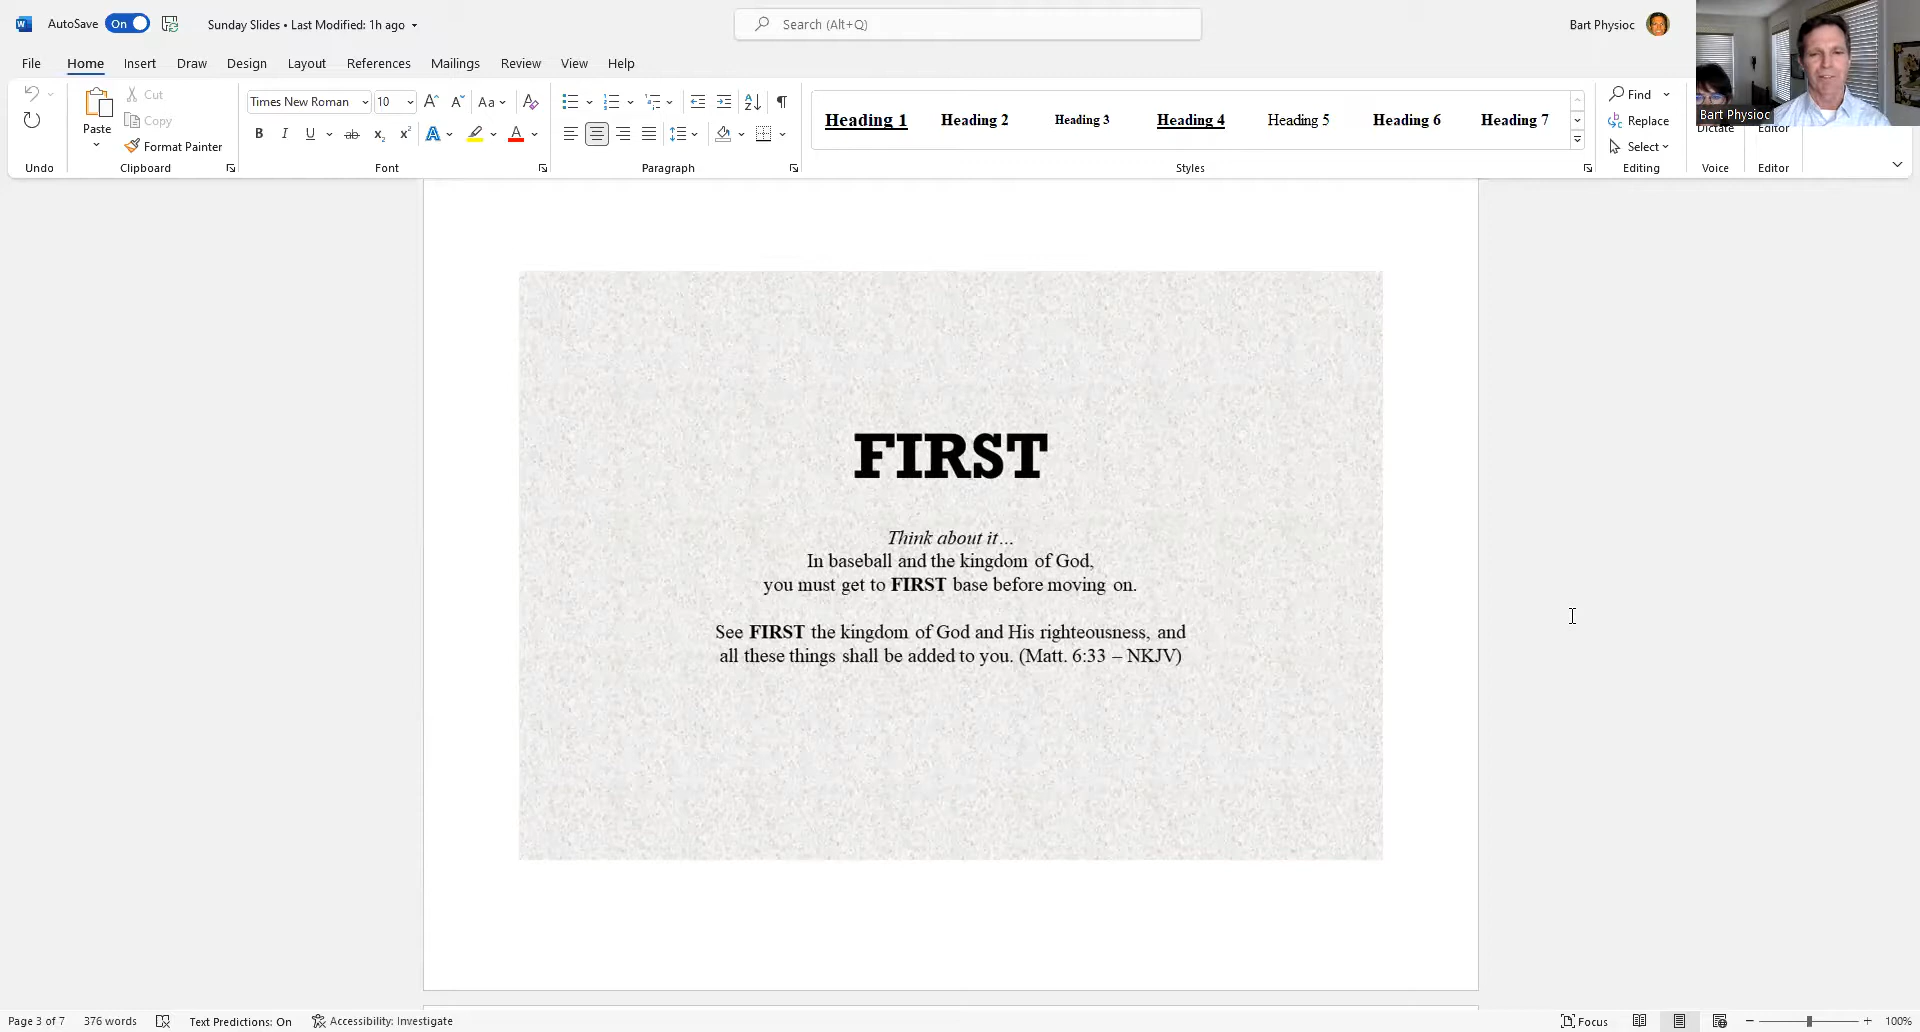 AutoSave On Sunday Slides • Last Modified: 1h ago Search (Alt+Q) Bart Physioc
File Home Insert Draw Design Layout References Mailings Review View Help
Paste Cut Copy Format Painter
Times New Roman 10 Aa
B I U ab x₂ x² A A
Heading 1 Heading 2 Heading 3 Heading 4 Heading 5 Heading 6 Heading 7
Find Replace Select
Bart Physioc
Dictate Editor
Undo Clipboard Font Paragraph Styles Editing Voice Editor
FIRST
Think about it…
In baseball and the kingdom of God,
you must get to FIRST base before moving on.
See FIRST the kingdom of God and His righteousness, and
all these things shall be added to you. (Matt. 6:33 – NKJV)
Page 3 of 7 376 words Text Predictions: On Accessibility: Investigate Focus 100%